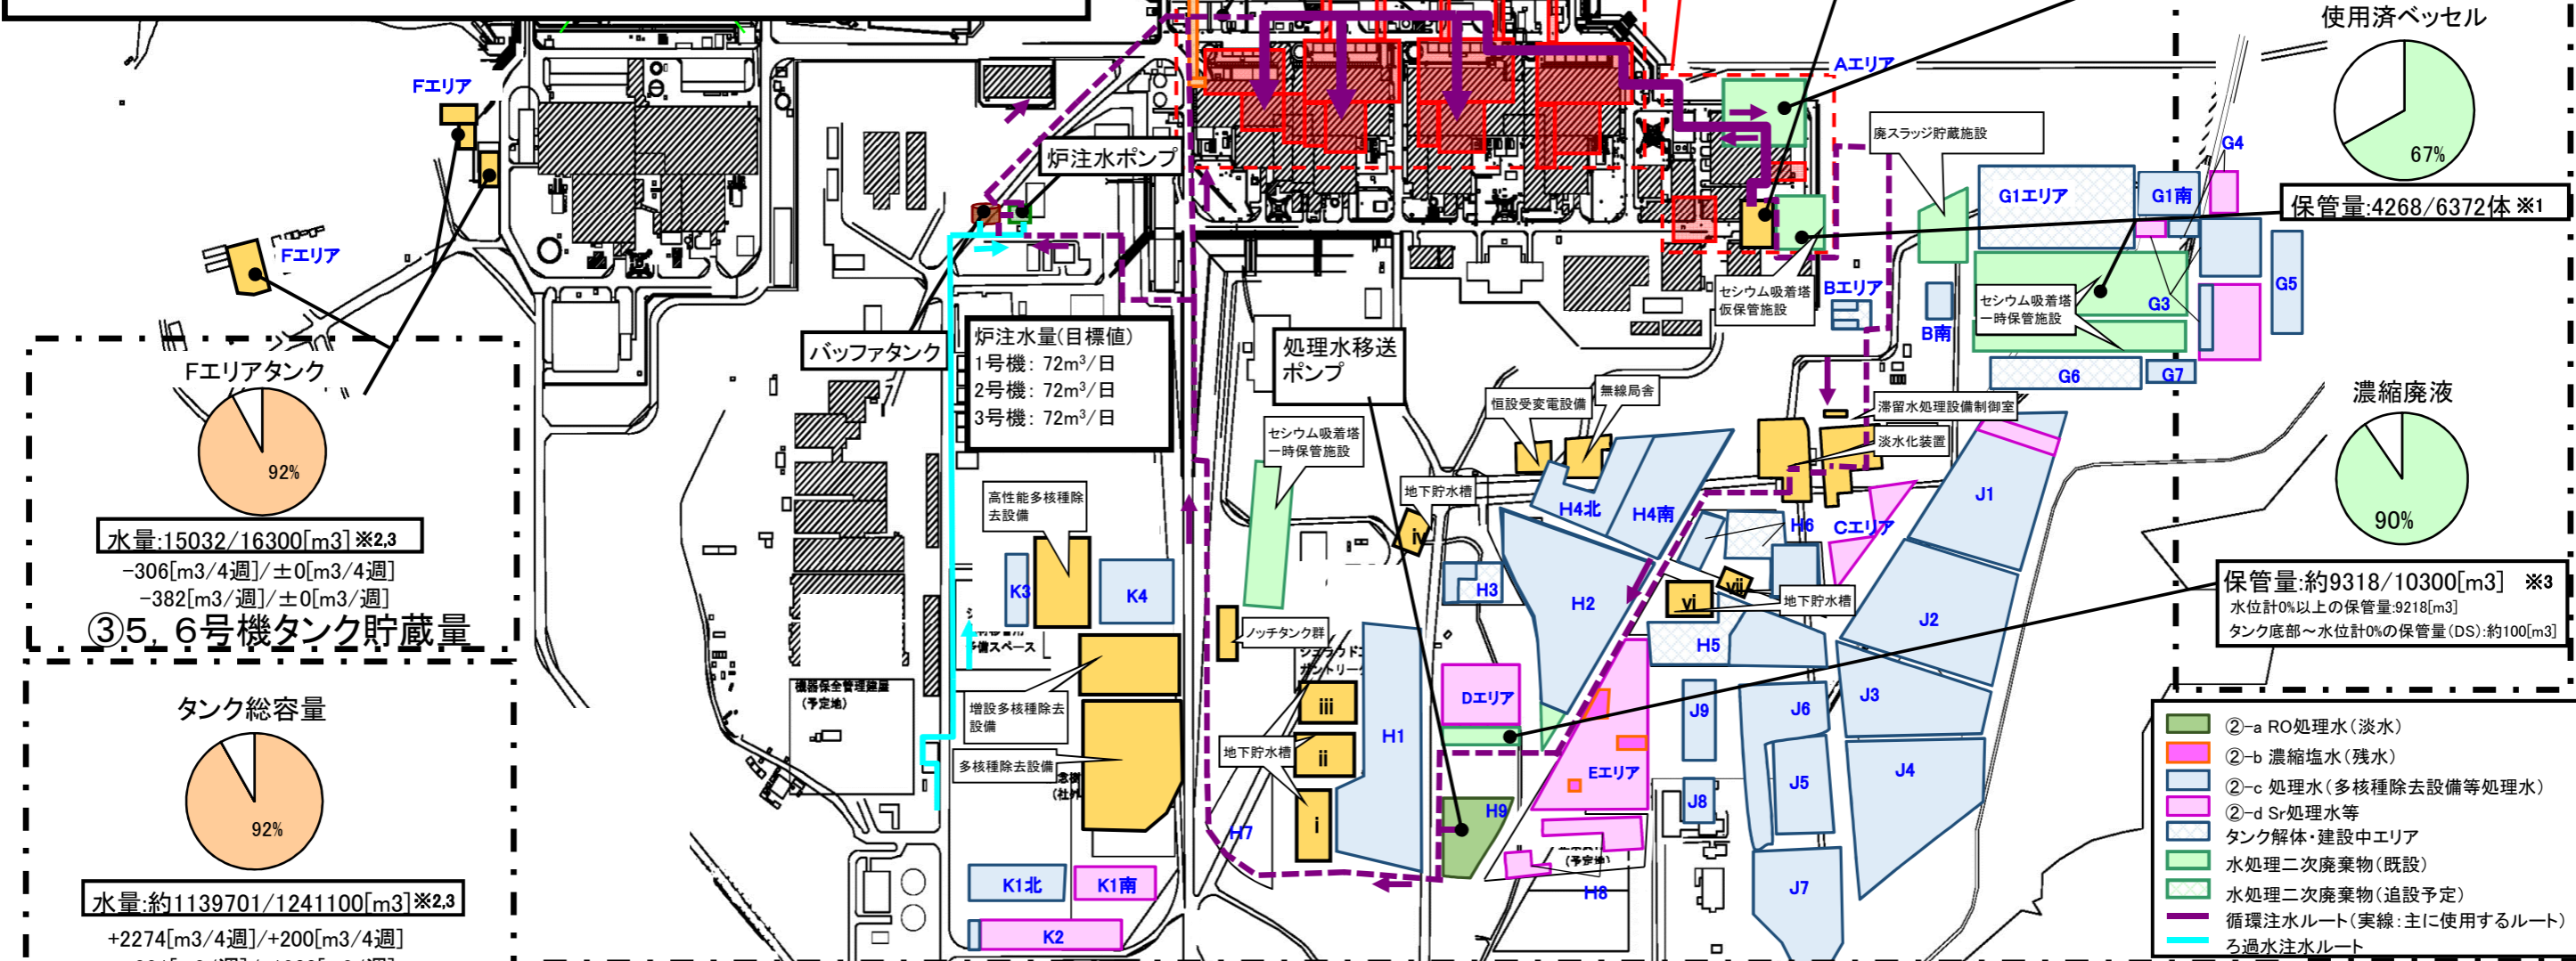 使用済ベッセル
67%
保管量:4268/6372体 ※1
Fエリア
Fエリア
炉注水ポンプ
Aエリア
廃スラッジ貯蔵施設
G4
G1エリア
G1南
セシウム吸着塔
仮保管施設
Bエリア
B南
セシウム吸着塔
一時保管施設
G3
G5
G6
G7
バッファタンク
炉注水量(目標値)
1号機: 72m³/日
2号機: 72m³/日
3号機: 72m³/日
処理水移送
ポンプ
Fエリアタンク
92%
水量:15032/16300[m3]※2,3
-306[m3/4週]/±0[m3/4週]
-382[m3/週]/±0[m3/週]
③5, 6号機タンク貯蔵量
恒設受変電設備
無線局舎
滞留水処理設備制御室
淡水化装置
濃縮廃液
90%
保管量:約9318/10300[m3] ※3
水位計0%以上の保管量:9218[m3]
タンク底部～水位計0%の保管量(DS):約100[m3]
セシウム吸着塔
一時保管施設
高性能多核種除
去設備
地下貯水槽
iv
H4北
H4南
H6
Cエリア
J1
K3
K4
H3
H2
vi
vii
地下貯水槽
J2
ノッチタンク群
H5
予備スペース
機器保全管理建屋
(予定地)
増設多核種除去
設備
多核種除去設備
iii
ii
i
地下貯水槽
H1
Dエリア
Eエリア
J9
J6
J3
J5
J4
J8
H9
H7
H8
(予定地)
J7
K1北
K1南
K2
タンク総容量
92%
水量:約1139701/1241100[m3]※2,3
+2274[m3/4週]/+200[m3/4週]
②-a RO処理水(淡水)
②-b 濃縮塩水(残水)
②-c 処理水(多核種除去設備等処理水)
②-d Sr処理水等
タンク解体・建設中エリア
水処理二次廃棄物(既設)
水処理二次廃棄物(追設予定)
循環注水ルート(実線:主に使用するルート)
ろ過水注水ルート